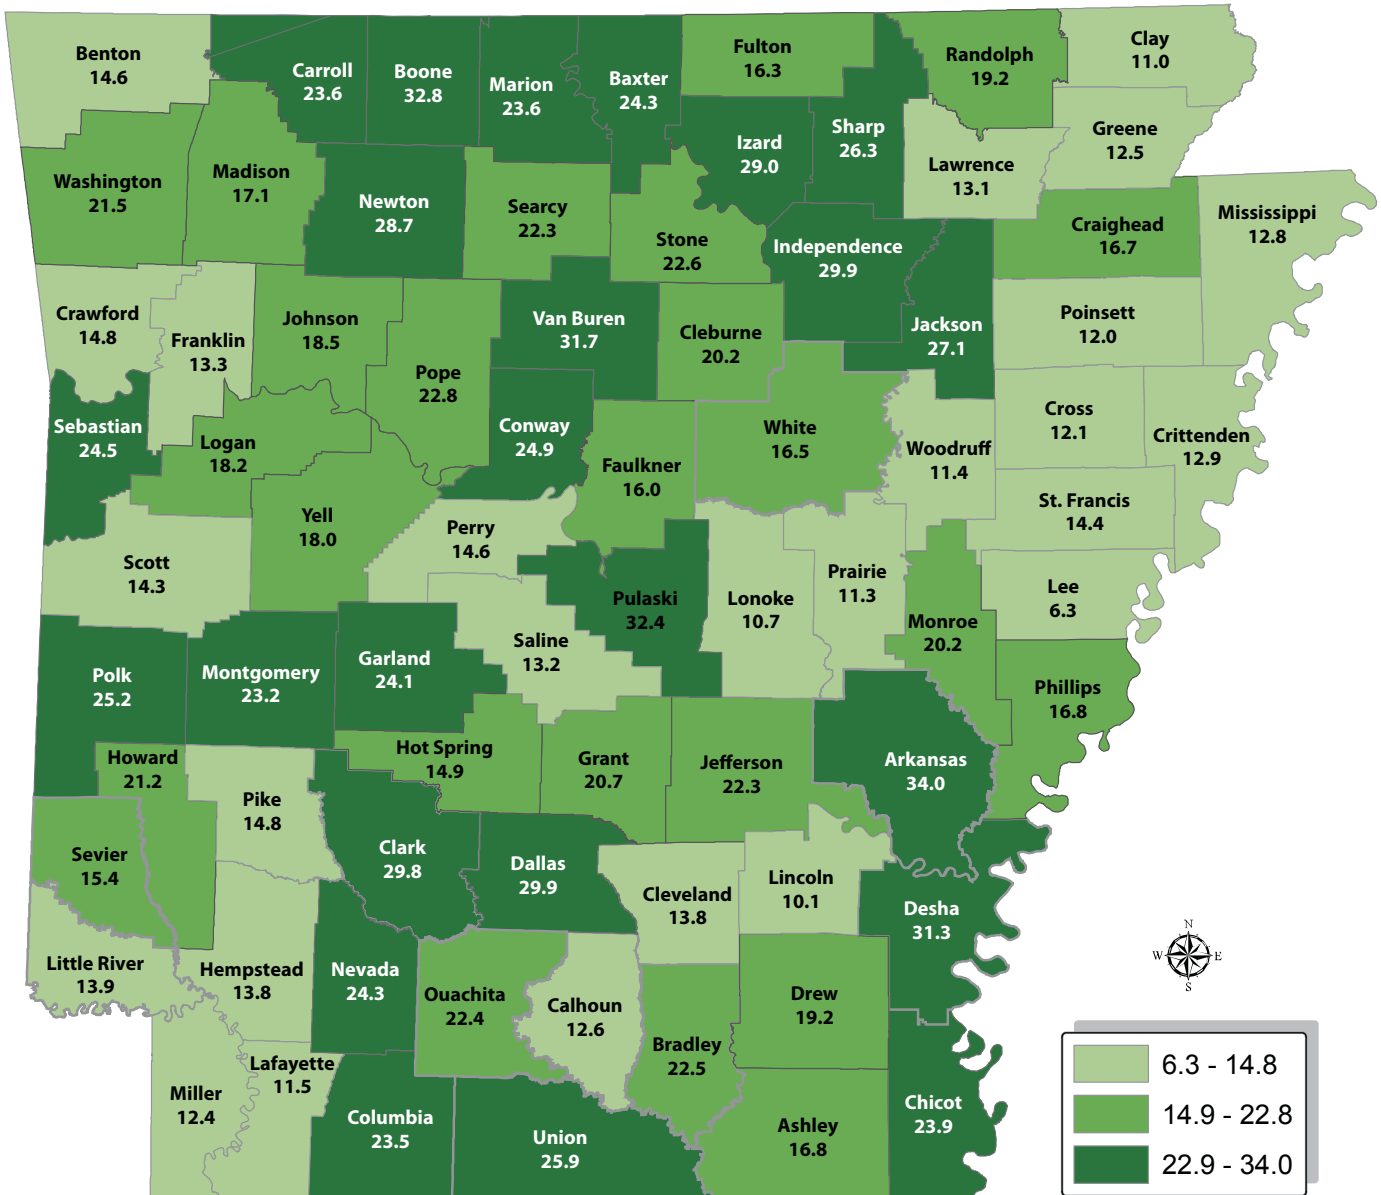 Benton
14.6
Carroll
23.6
Boone
32.8
Marion
23.6
Baxter
24.3
Fulton
16.3
Randolph
19.2
Clay
11.0
Greene
12.5
Sharp
26.3
Izard
29.0
Lawrence
13.1
Washington
21.5
Madison
17.1
Newton
28.7
Searcy
22.3
Stone
22.6
Independence
29.9
Craighead
16.7
Mississippi
12.8
Crawford
14.8
Franklin
13.3
Johnson
18.5
Pope
22.8
Van Buren
31.7
Cleburne
20.2
Jackson
27.1
Poinsett
12.0
Sebastian
24.5
Logan
18.2
Conway
24.9
Faulkner
16.0
White
16.5
Woodruff
11.4
Cross
12.1
Crittenden
12.9
St. Francis
14.4
Yell
18.0
Perry
14.6
Scott
14.3
Pulaski
32.4
Lonoke
10.7
Prairie
11.3
Monroe
20.2
Lee
6.3
Saline
13.2
Garland
24.1
Montgomery
23.2
Polk
25.2
Phillips
16.8
Howard
21.2
Hot Spring
14.9
Grant
20.7
Jefferson
22.3
Arkansas
34.0
Pike
14.8
Sevier
15.4
Clark
29.8
Dallas
29.9
Cleveland
13.8
Lincoln
10.1
Desha
31.3
Little River
13.9
Hempstead
13.8
Nevada
24.3
Ouachita
22.4
Calhoun
12.6
Bradley
22.5
Drew
19.2
Miller
12.4
Lafayette
11.5
Columbia
23.5
Union
25.9
Ashley
16.8
Chicot
23.9
N
W E
S
6.3 - 14.8
14.9 - 22.8
22.9 - 34.0